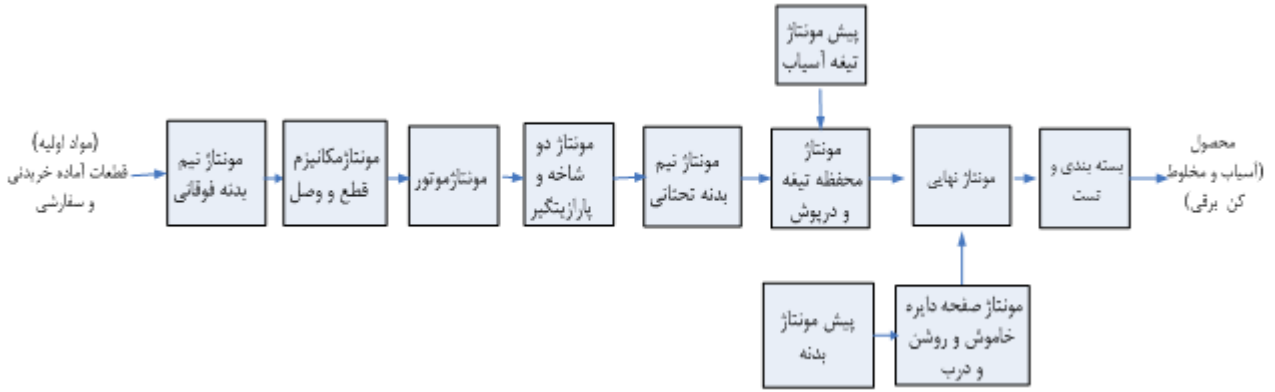 پیش مونتاژ
تیغه آسیاب
(مواد اولیه)
قطعات آماده خریدنی
و سفارشی
مونتاژ نیم
بدنه فوقانی
مونتاژمکانیزم
قطع و وصل
مونتاژموتور
مونتاژ دو
شاخه و
پارازیتگیر
مونتاژ نیم
بدنه تحتانی
مونتاژ
محفظه تیغه
و درپوش
مونتاژ نهایی
بسته بندی و
تست
محصول
(آسیاب و مخلوط
کن برقی)
پیش مونتاژ
بدنه
مونتاژ صفحه دایره
خاموش و روشن
و درب